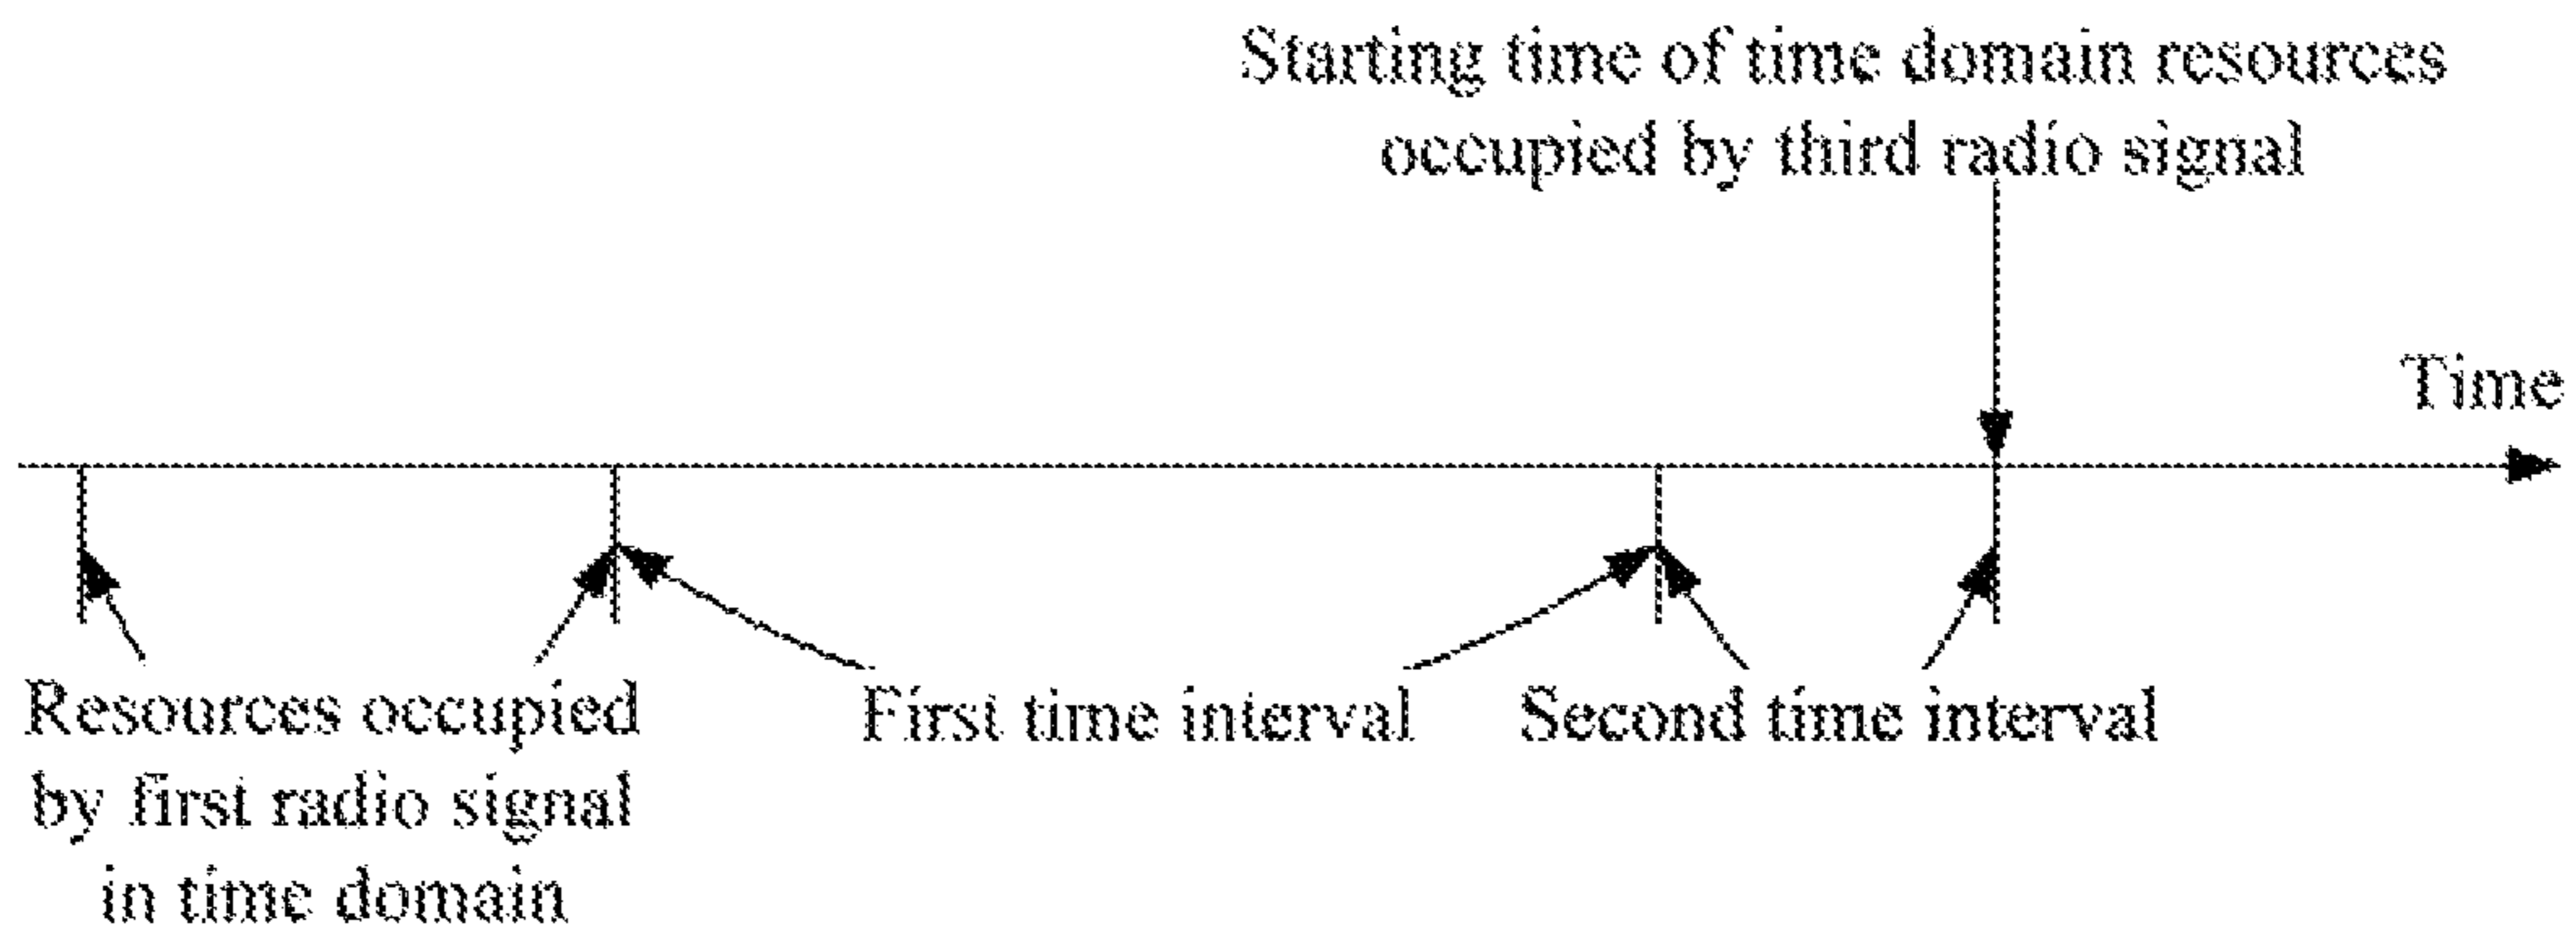 Starting time of time domain resources
occupied by third radio signal
Time
Resources occupied
by first radio signal
in time domain
First time interval
Second time interval